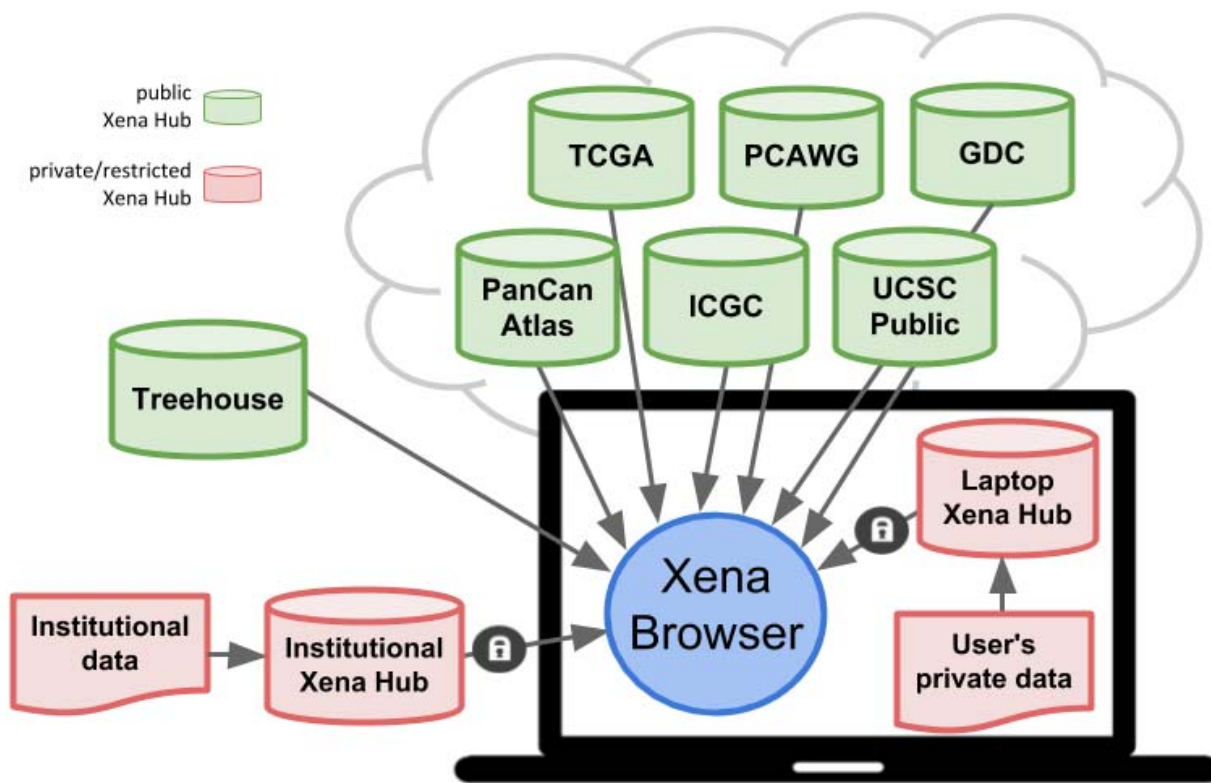 public
Xena Hub
private/restricted
Xena Hub
TCGA
PCAWG
GDC
PanCan
Atlas
ICGC
UCSC
Public
Treehouse
Laptop
Xena Hub
Xena
Browser
Institutional
data
Institutional
Xena Hub
User's
private data